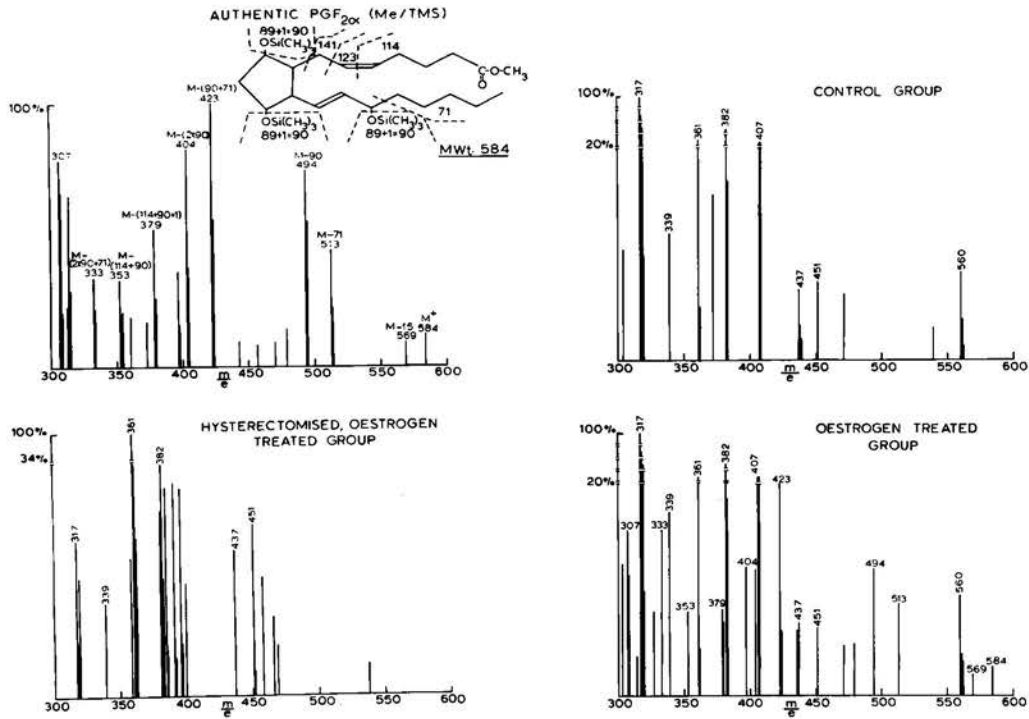 AUTHENTIC PGF2α (Me/TMS)
89+1=90
OSi(CH3)3
141
123
114
C-O-CH3
O
OSi(CH3)3
89+1=90
OSi(CH3)3
89+1=90
71
MWt. 584
100%
307
M-(2x90+71)
333
M-(114+90)
353
M-(114+90+1)
379
M-(2x90)
404
M-(90+71)
423
M-90
494
M-71
513
M-15
569
M+
584
300 350 400 450 500 550 600
m/e
CONTROL GROUP
100%
20%
317
339
361
382
407
437
451
560
300 350 400 450 500 550 600
m/e
HYSTERECTOMISED, OESTROGEN
TREATED GROUP
100%
34%
317
339
361
382
437
451
300 350 400 450 500 550 600
m/e
OESTROGEN TREATED
GROUP
100%
20%
307
317
333
339
353
361
379
382
404
407
423
437
451
494
513
560
569
584
300 350 400 450 500 550 600
m/e